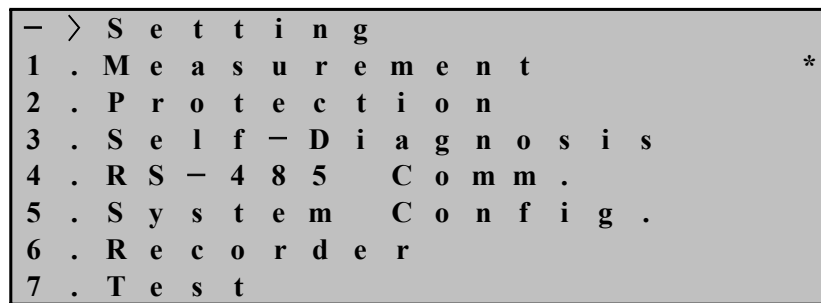 -> Setting
1.Measurement *
2.Protection
3.Self-Diagnosis
4.RS-485 Comm.
5.System Config.
6.Recorder
7.Test